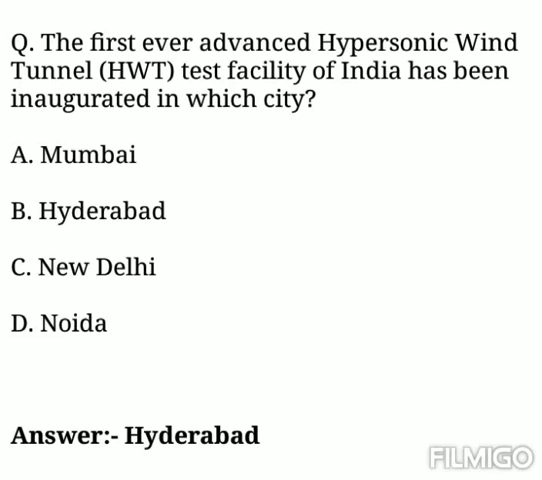 Q. The first ever advanced Hypersonic Wind
Tunnel (HWT) test facility of India has been
inaugurated in which city?
A. Mumbai
B. Hyderabad
C. New Delhi
D. Noida
Answer:- Hyderabad
FILMIGO